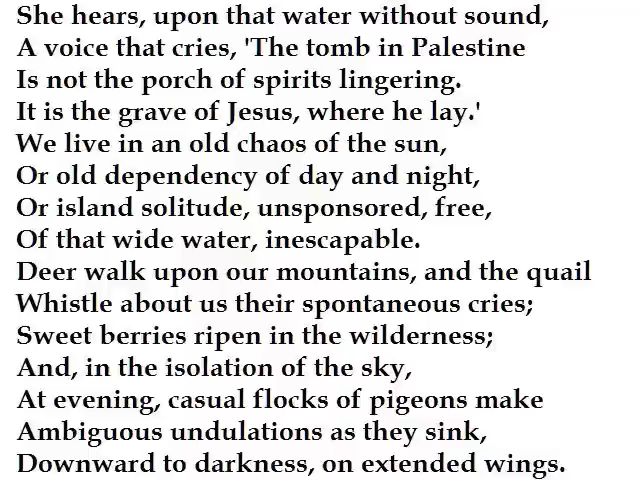 She hears, upon that water without sound,
A voice that cries, 'The tomb in Palestine
Is not the porch of spirits lingering.
It is the grave of Jesus, where he lay.'
We live in an old chaos of the sun,
Or old dependency of day and night,
Or island solitude, unsponsored, free,
Of that wide water, inescapable.
Deer walk upon our mountains, and the quail
Whistle about us their spontaneous cries;
Sweet berries ripen in the wilderness;
And, in the isolation of the sky,
At evening, casual flocks of pigeons make
Ambiguous undulations as they sink,
Downward to darkness, on extended wings.